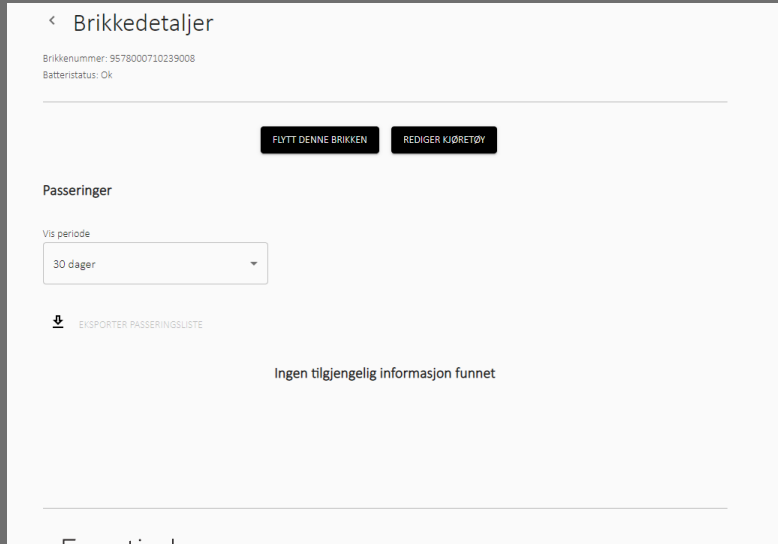 Brikkedetaljer
Brikkenummer: 9578000710239008
Batteristatus: Ok
FLYTT DENNE BRIKKEN REDIGER KJØRETØY
Passeringer
Vis periode
30 dager
EKSPORTER PASSERINGSLISTE
Ingen tilgjengelig informasjon funnet